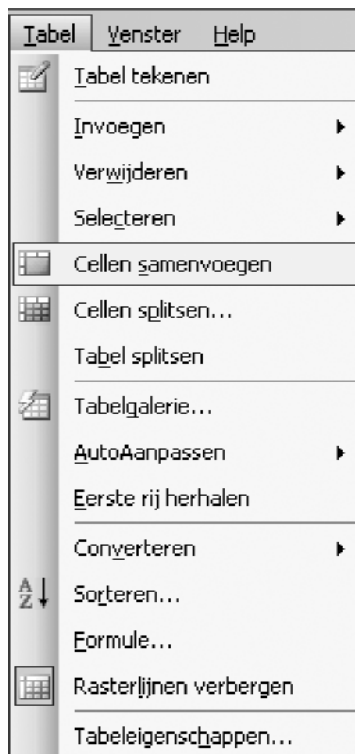 Tabel Venster Help
Tabel tekenen
Invoegen
Verwijderen
Selecteren
Cellen samenvoegen
Cellen splitsen...
Tabel splitsen
Tabelgalerie...
AutoAanpassen
Eerste rij herhalen
Converteren
Sorteren...
Formule...
Rasterlijnen verbergen
Tabeleigenschappen...